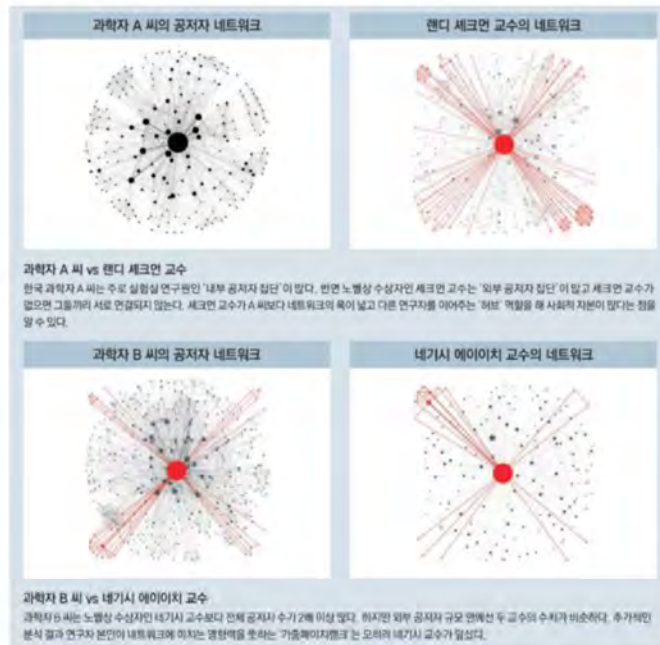 과학자 A 씨의 공저자 네트워크
랜디 셰크먼 교수의 네트워크
과학자 A 씨 vs 랜디 셰크먼 교수
한국 과학자 A 씨는 주로 실험실 연구원인 '내부 공저자 집단'이 많다. 반면 노벨상 수상자인 셰크먼 교수는 '외부 공저자 집단'이 많고 셰크먼 교수가
없으면 그들끼리 서로 연결되지 않는다. 셰크먼 교수가 A 씨보다 네트워크의 폭이 넓고 다른 연구자를 이어주는 '허브' 역할을 해 사회적 자본이 많다는 점을
알 수 있다.
과학자 B 씨의 공저자 네트워크
네기시 에이이치 교수의 네트워크
과학자 B 씨 vs 네기시 에이이치 교수
과학자 B 씨는 노벨상 수상자인 네기시 교수보다 전체 공저자 수가 2배 이상 많다. 하지만 외부 공저자 규모 면에선 두 교수의 수치가 비슷하다. 추가적인
분석 결과 연구자 본인이 네트워크에 미치는 영향력을 뜻하는 '가중페이지랭크'는 오히려 네기시 교수가 앞섰다.